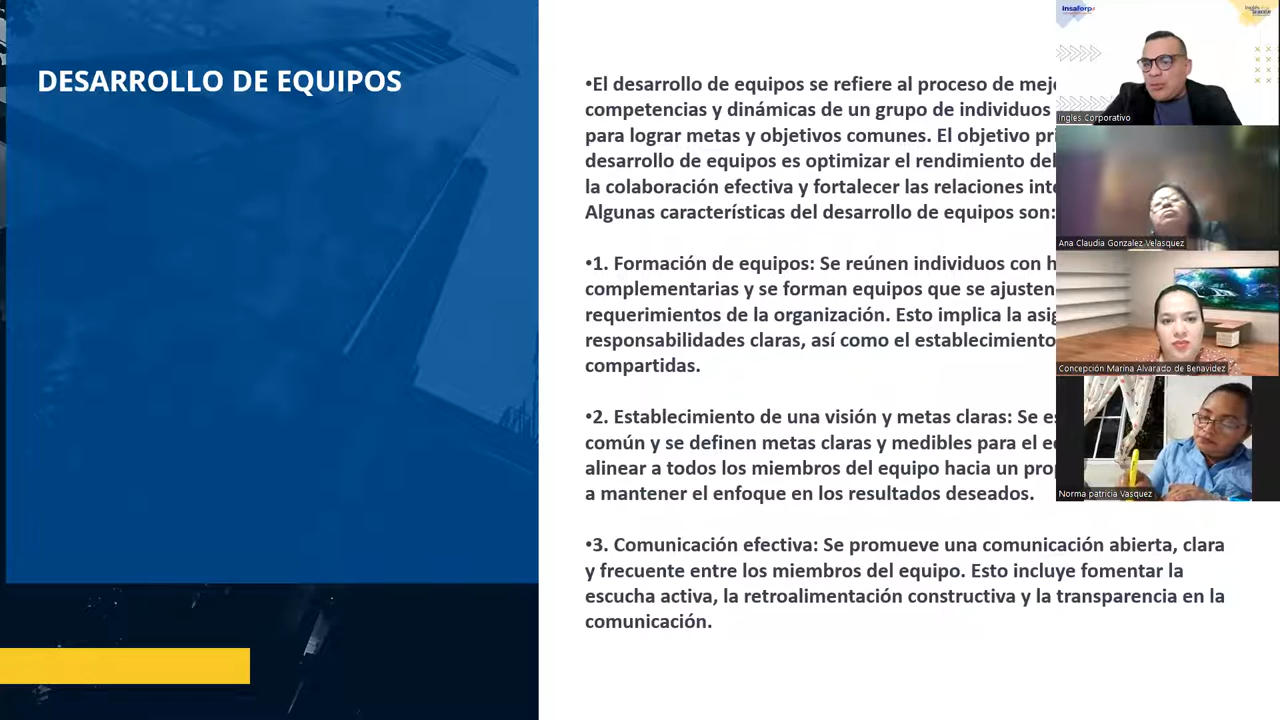 DESARROLLO DE EQUIPOS
•El desarrollo de equipos se refiere al proceso de
competencias y dinámicas de un grupo de individuos
para lograr metas y objetivos comunes. El objetivo
desarrollo de equipos es optimizar el rendimiento
la colaboración efectiva y fortalecer las relaciones
Algunas características del desarrollo de equipos son:
•1. Formación de equipos: Se reúnen individuos con
complementarias y se forman equipos que se ajusten
requerimientos de la organización. Esto implica la
responsabilidades claras, así como el establecimiento
compartidas.
•2. Establecimiento de una visión y metas claras: Se
común y se definen metas claras y medibles para el
alinear a todos los miembros del equipo hacia un
a mantener el enfoque en los resultados deseados.
•3. Comunicación efectiva: Se promueve una comunicación abierta, clara
y frecuente entre los miembros del equipo. Esto incluye fomentar la
escucha activa, la retroalimentación constructiva y la transparencia en la
comunicación.
insaforp
Ingles Corporativo
Ana Claudia Gonzalez Velasquez
Concepción Marina Alvarado de Benavidez
Norma patricia Vasquez